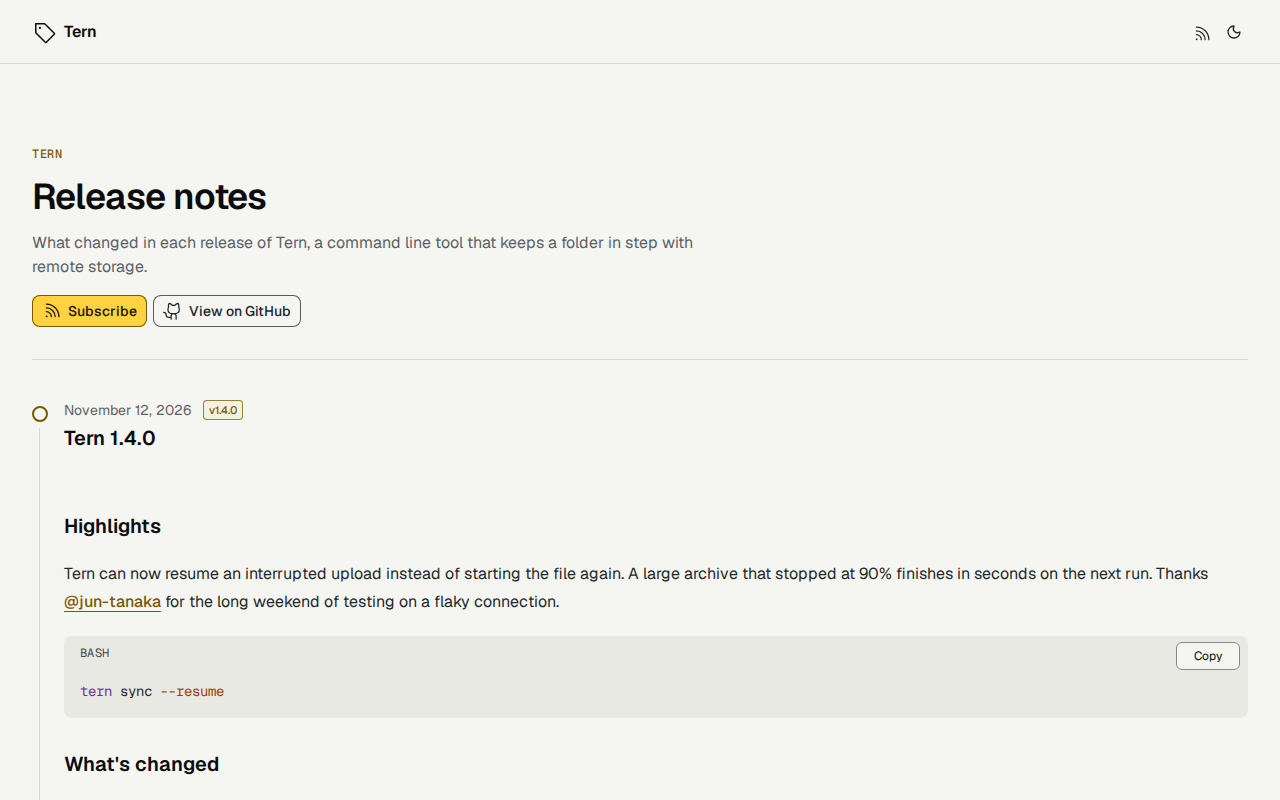 Tern
TERN
Release notes
What changed in each release of Tern, a command line tool that keeps a folder in step with
remote storage.
Subscribe
View on GitHub
November 12, 2026
v1.4.0
Tern 1.4.0
Highlights
Tern can now resume an interrupted upload instead of starting the file again. A large archive that stopped at 90% finishes in seconds on the next run. Thanks
@jun-tanaka for the long weekend of testing on a flaky connection.
BASH
Copy
tern sync --resume
What's changed